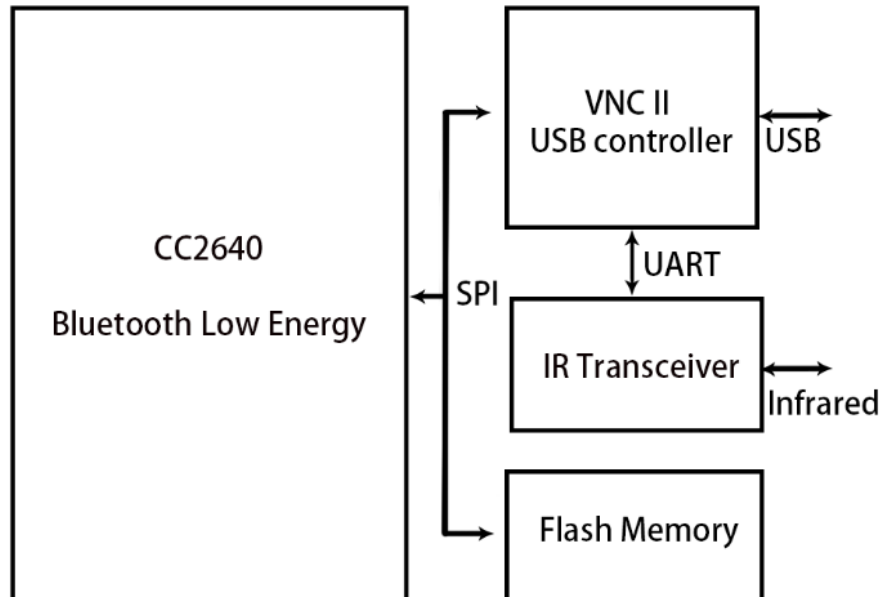 CC2640
Bluetooth Low Energy
SPI
VNC II
USB controller
USB
UART
IR Transceiver
Infrared
Flash Memory